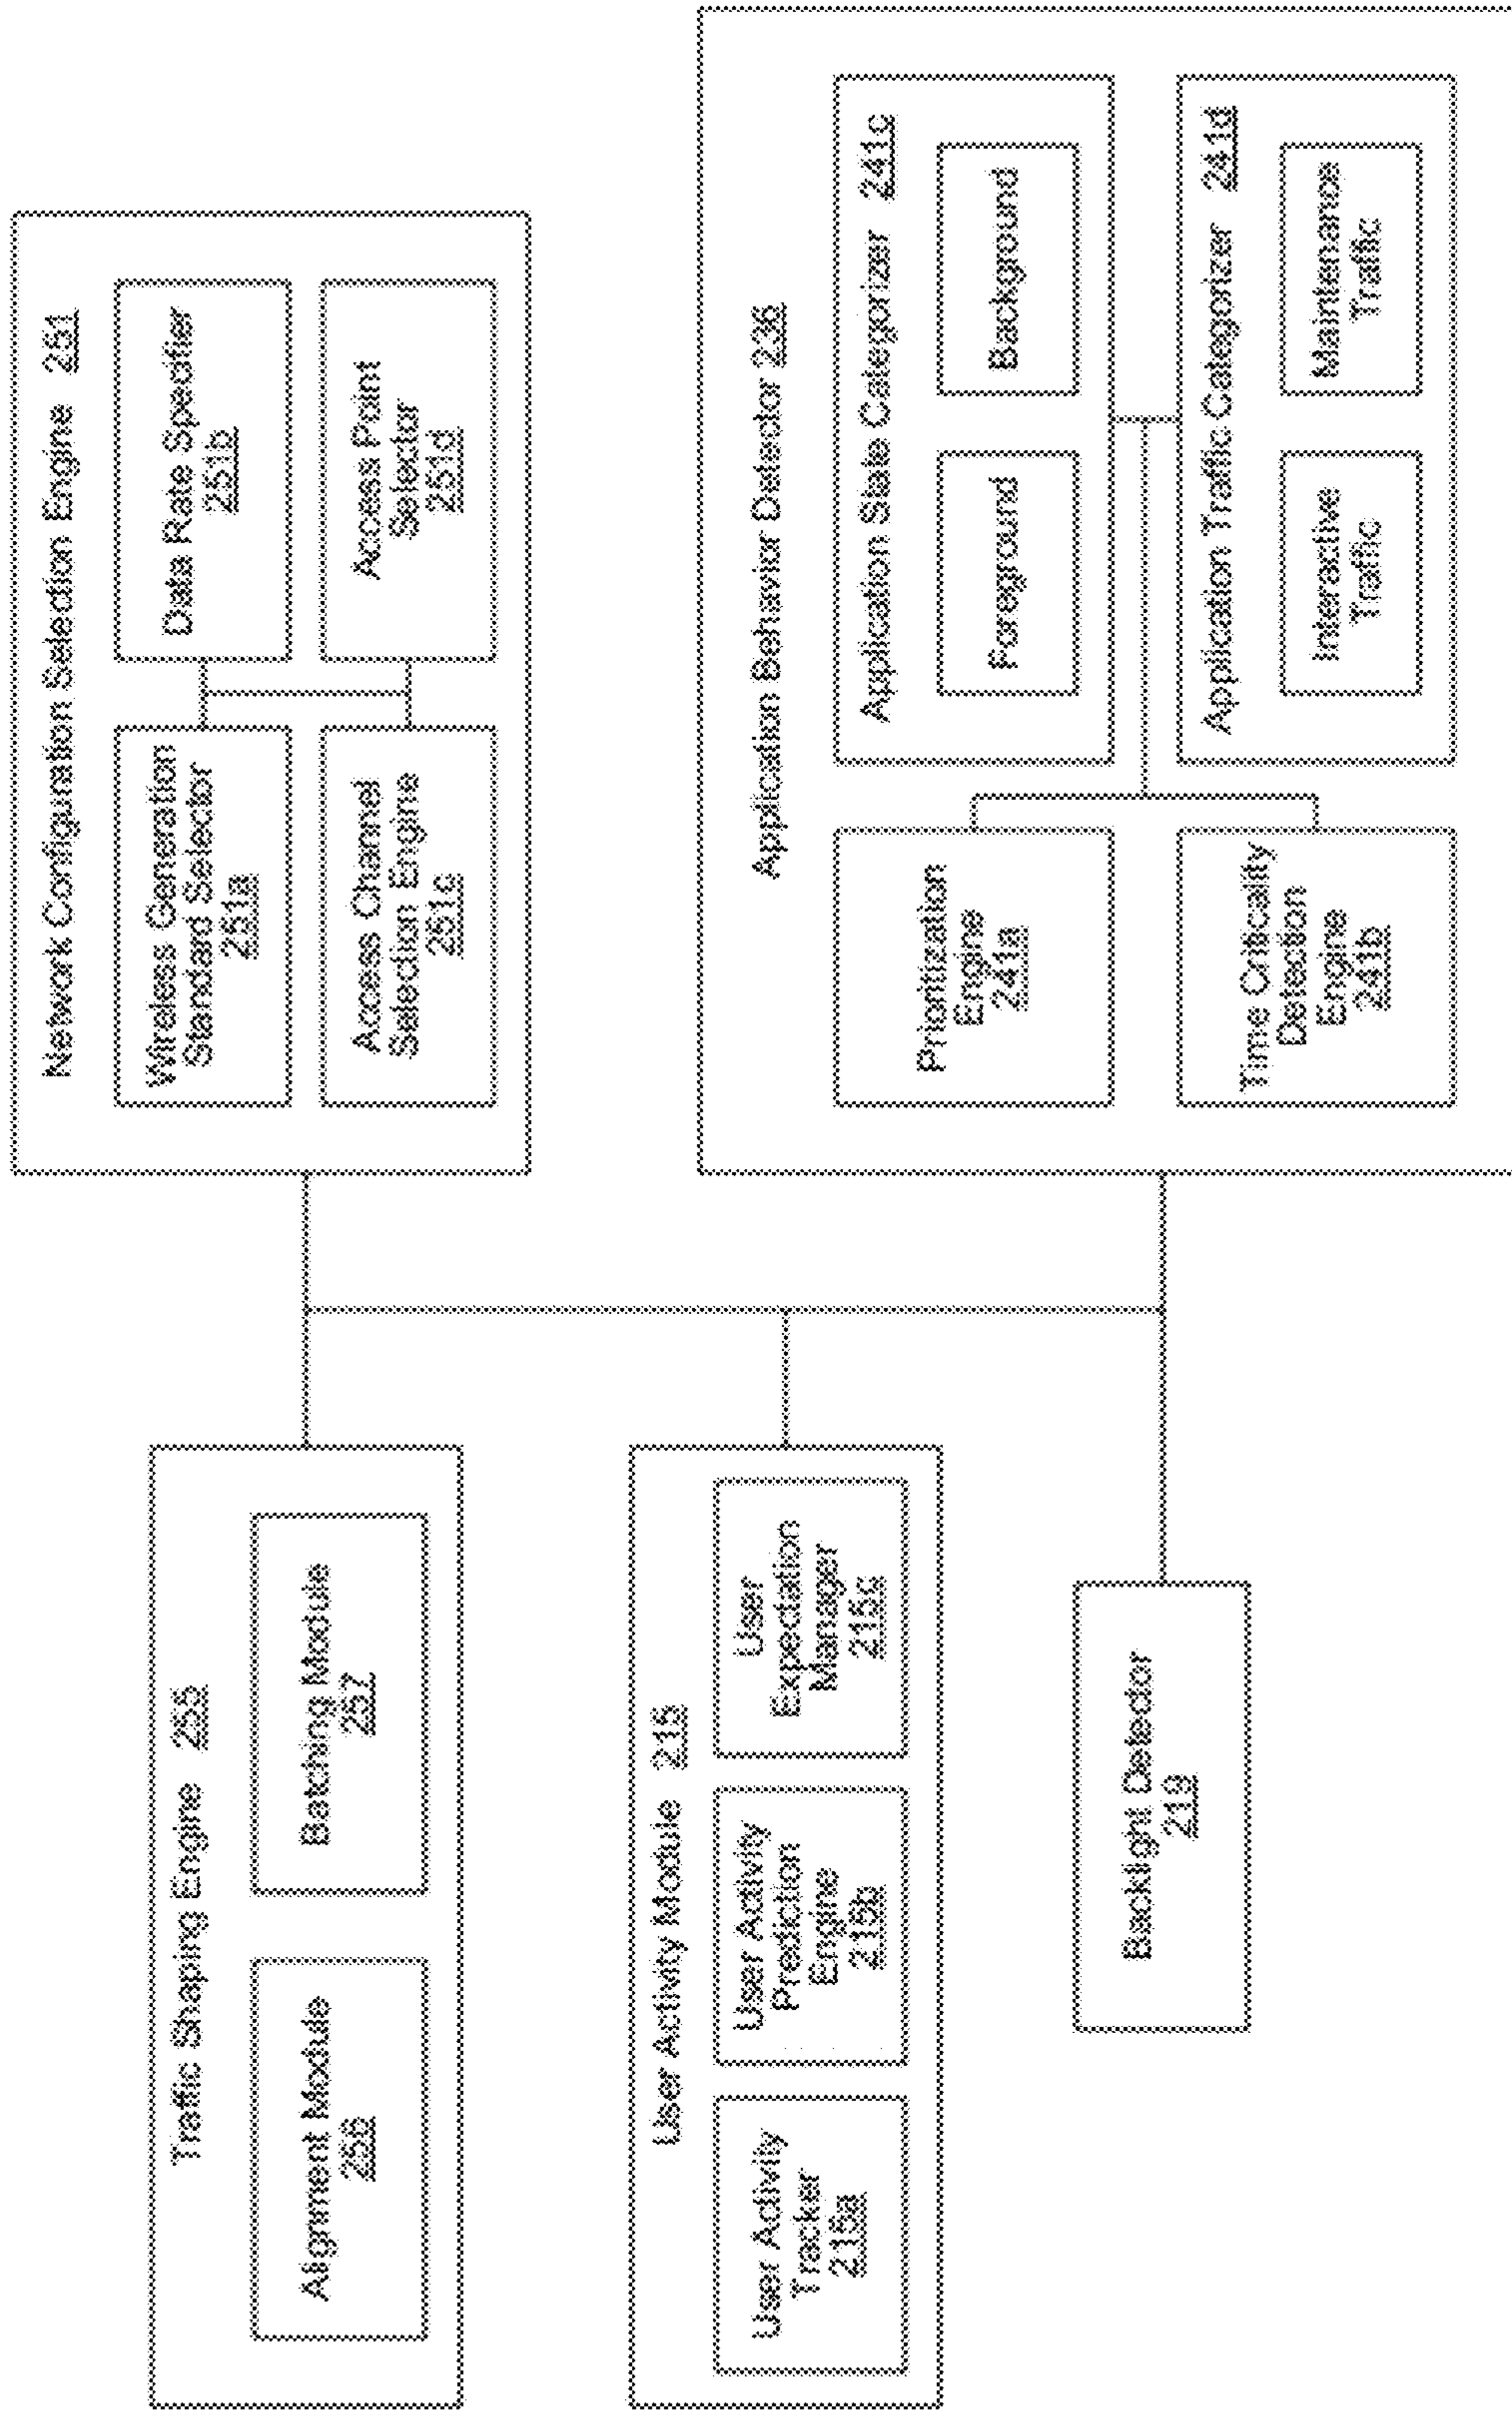 Traffic Shaping Engine 255
Alignment Module
256
Batching Module
257
Network Configuration Selection Engine 251
Wireless Generation
Standard Selector
251a
Data Rate Specifier
251b
Access Channel
Selection Engine
251c
Access Point
Selector
251d
User Activity Module 215
User Activity
Tracker
215a
User Activity
Prediction
Engine
215b
User
Expectation
Manager
215c
Application Behavior Detector 236
Prioritization
Engine
241a
Time Criticality
Detection
Engine
241b
Application State Categorizer 241c
Foreground
Background
Application Traffic Categorizer 241d
Interactive
Traffic
Maintenance
Traffic
Backlight Detector
219